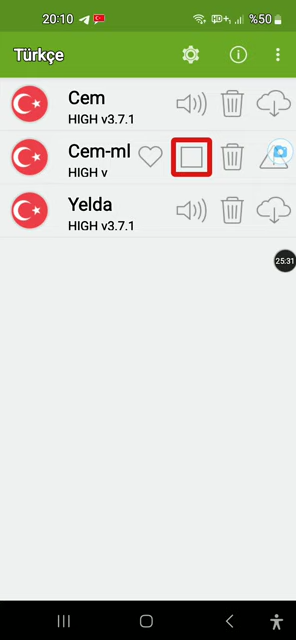 20:10 %50
Türkçe
Cem
HIGH v3.7.1
Cem-ml
HIGH v
Yelda
HIGH v3.7.1
25:31